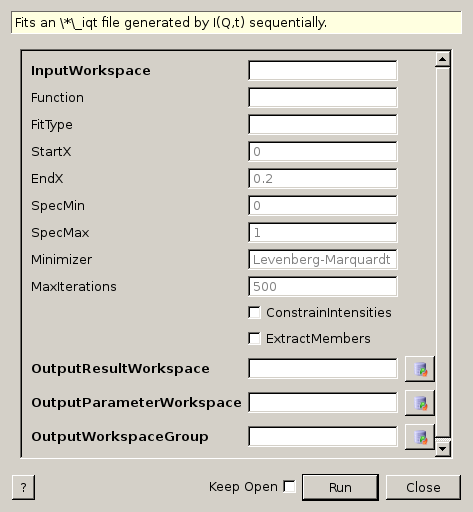 Fits an \*\_iqt file generated by I(Q,t) sequentially.
InputWorkspace
Function
FitType
StartX 0
EndX 0.2
SpecMin 0
SpecMax 1
Minimizer Levenberg-Marquardt
MaxIterations 500
ConstrainIntensities
ExtractMembers
OutputResultWorkspace
OutputParameterWorkspace
OutputWorkspaceGroup
? Keep Open Run Close